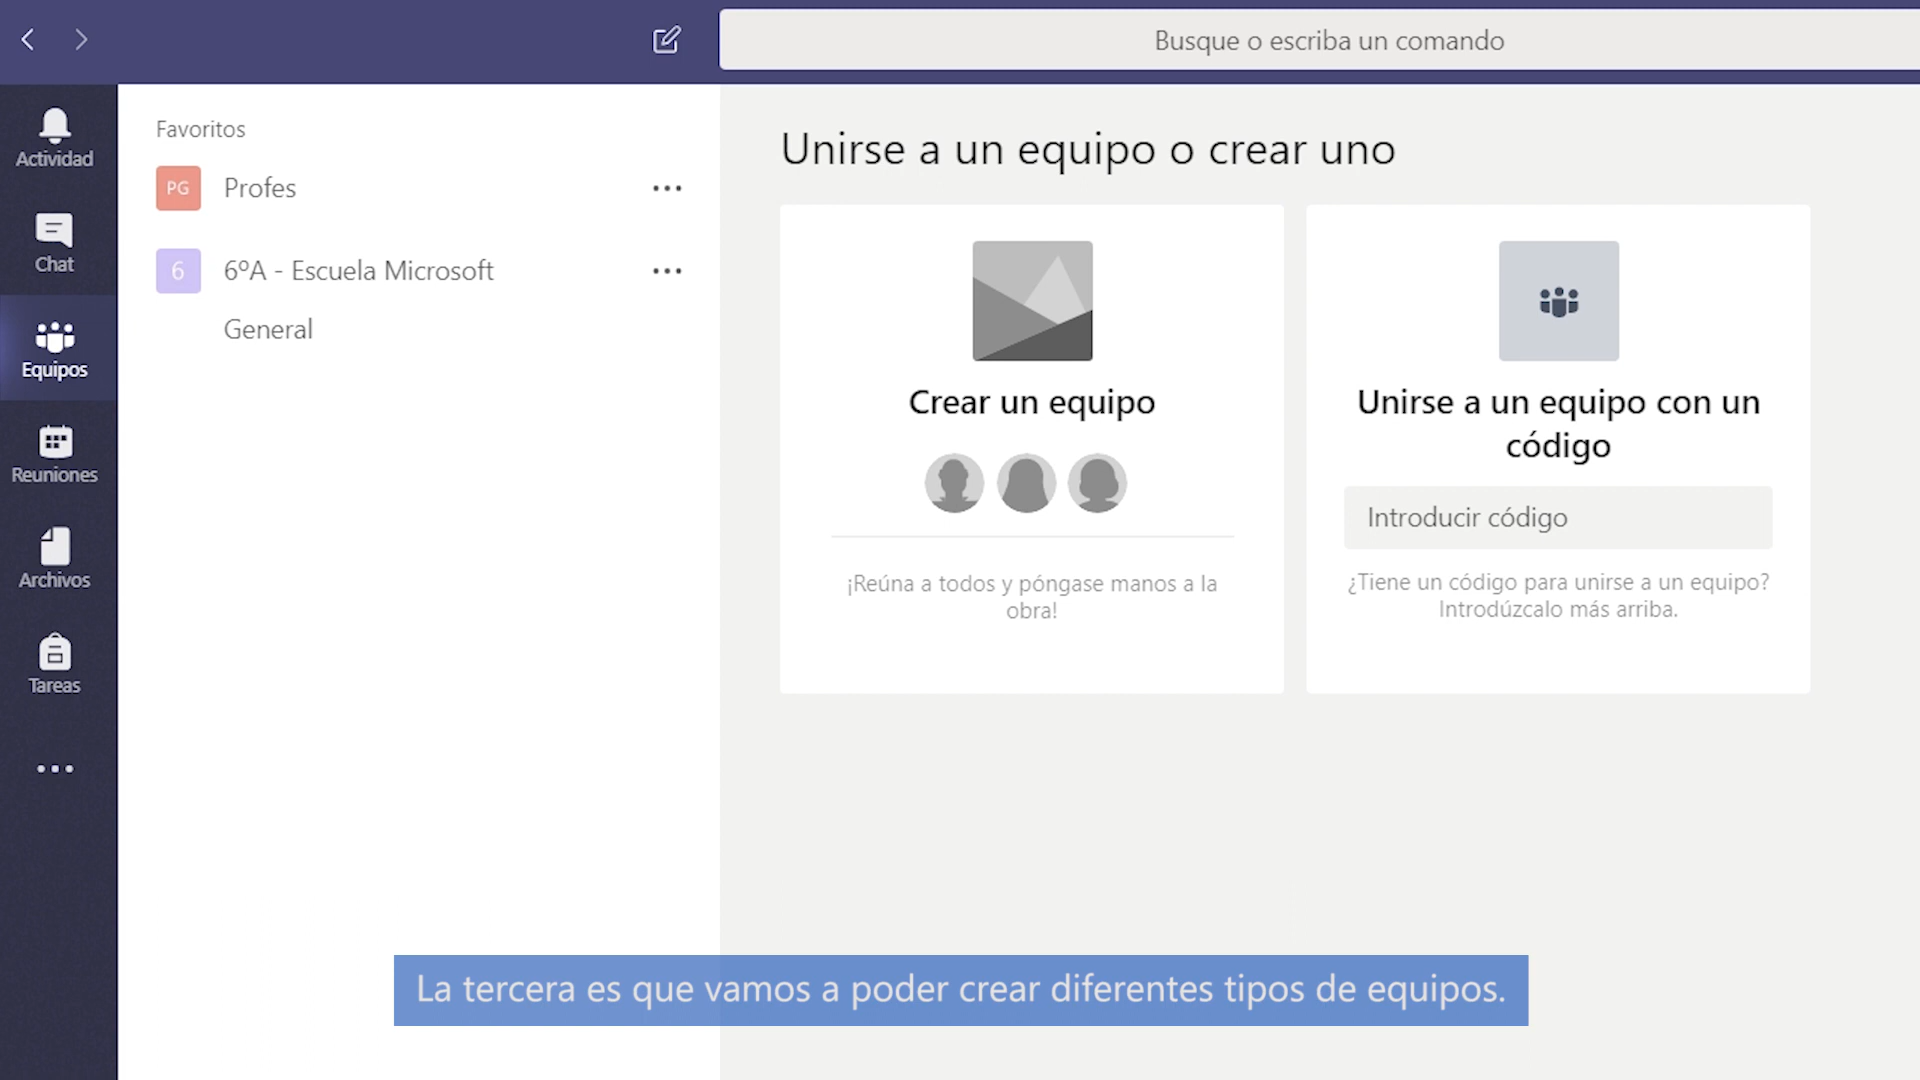 Busque o escriba un comando
Actividad
Chat
Equipos
Reuniones
Archivos
Tareas
Favoritos
PG Profes
6 6ºA - Escuela Microsoft
General
Unirse a un equipo o crear uno
Crear un equipo
¡Reúna a todos y póngase manos a la
obra!
Unirse a un equipo con un
código
Introducir código
¿Tiene un código para unirse a un equipo?
Introdúzcalo más arriba.
La tercera es que vamos a poder crear diferentes tipos de equipos.